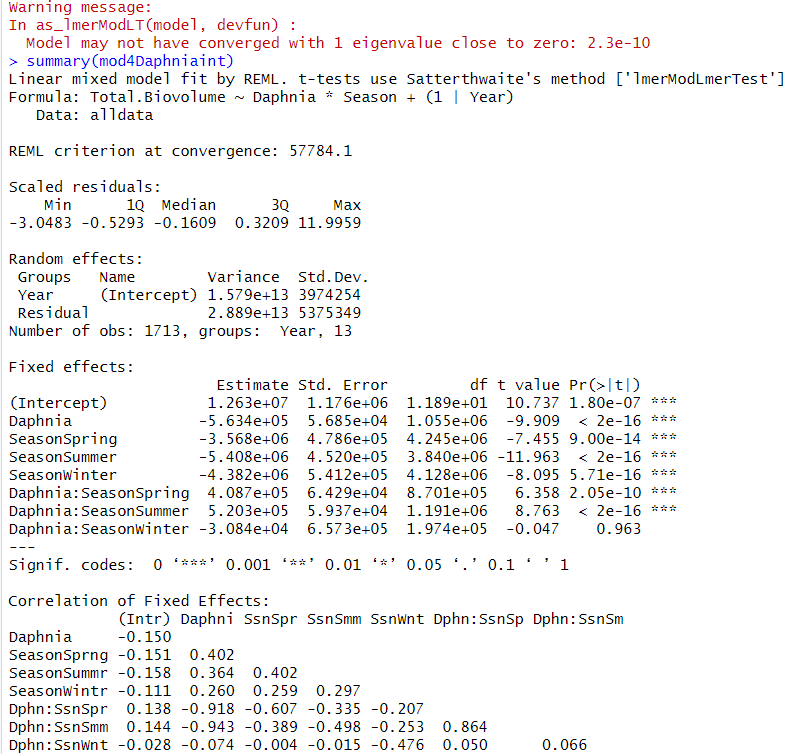 Warning message:
In as_lmerModLT(model, devfun) :
  Model may not have converged with 1 eigenvalue close to zero: 2.3e-10
> summary(mod4Daphniaint)
Linear mixed model fit by REML. t-tests use Satterthwaite's method ['lmerModLmerTest']
Formula: Total.Biovolume ~ Daphnia * Season + (1 | Year)
   Data: alldata

REML criterion at convergence: 57784.1

Scaled residuals:
    Min      1Q  Median      3Q     Max
-3.0483 -0.5293 -0.1609  0.3209 11.9959

Random effects:
 Groups   Name        Variance  Std.Dev.
 Year     (Intercept) 1.579e+13 3974254
 Residual             2.889e+13 5375349
Number of obs: 1713, groups:  Year, 13

Fixed effects:
                       Estimate Std. Error         df t value Pr(>|t|)
(Intercept)           1.263e+07  1.176e+06  1.189e+01  10.737 1.80e-07 ***
Daphnia              -5.634e+05  5.685e+04  1.055e+06  -9.909  < 2e-16 ***
SeasonSpring         -3.568e+06  4.786e+05  4.245e+06  -7.455 9.00e-14 ***
SeasonSummer         -5.408e+06  4.520e+05  3.840e+06 -11.963  < 2e-16 ***
SeasonWinter         -4.382e+06  5.412e+05  4.128e+06  -8.095 5.71e-16 ***
Daphnia:SeasonSpring  4.087e+05  6.429e+04  8.701e+05   6.358 2.05e-10 ***
Daphnia:SeasonSummer  5.203e+05  5.937e+04  1.191e+06   8.763  < 2e-16 ***
Daphnia:SeasonWinter -3.084e+04  6.573e+05  1.974e+05  -0.047    0.963
---
Signif. codes:  0 ‘***’ 0.001 ‘**’ 0.01 ‘*’ 0.05 ‘.’ 0.1 ‘ ’ 1

Correlation of Fixed Effects:
            (Intr) Daphni SsnSpr SsnSmm SsnWnt Dphn:SsnSp Dphn:SsnSm
Daphnia     -0.150
SeasonSprng -0.151  0.402
SeasonSummr -0.158  0.364  0.402
SeasonWintr -0.111  0.260  0.259  0.297
Dphn:SsnSpr  0.138 -0.918 -0.607 -0.335 -0.207
Dphn:SsnSmm  0.144 -0.943 -0.389 -0.498 -0.253  0.864
Dphn:SsnWnt -0.028 -0.074 -0.004 -0.015 -0.476  0.050      0.066